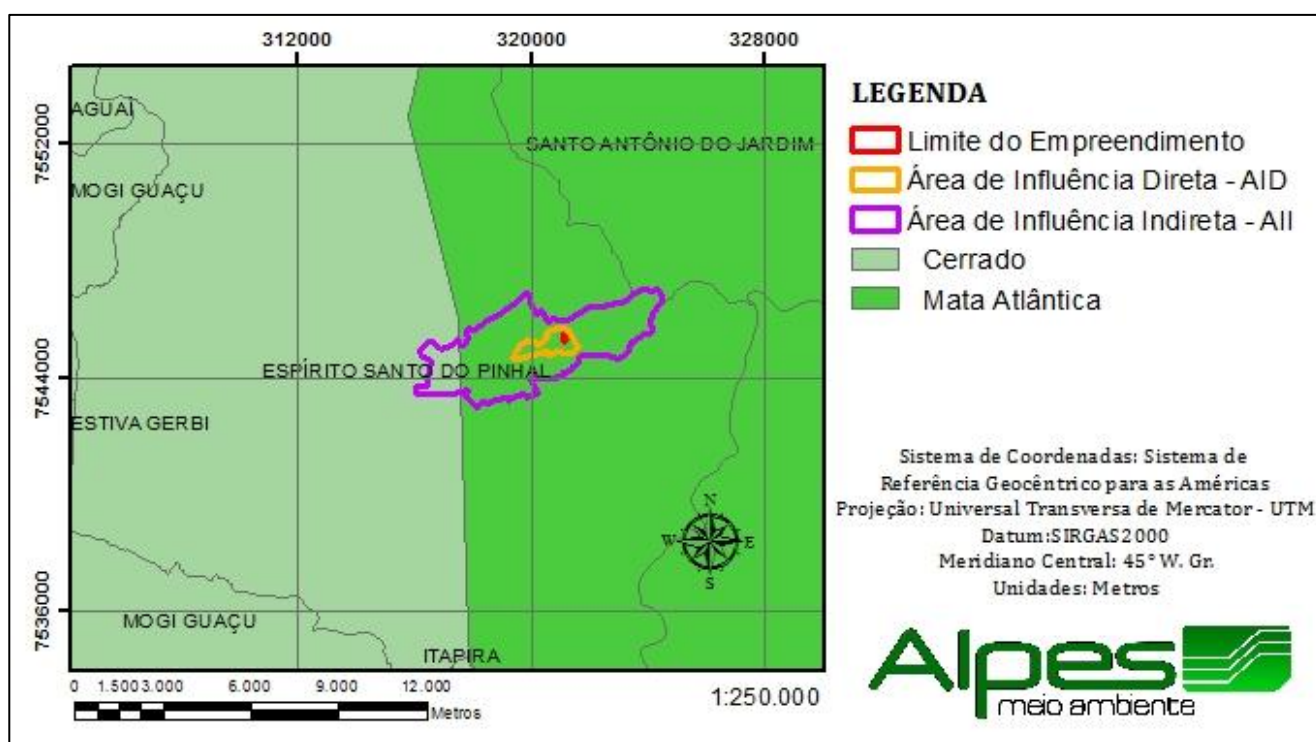 312000 320000 328000
7552000
7544000
7536000
AGUAÍ
SANTO ANTÔNIO DO JARDIM
MOGI GUAÇU
ESPÍRITO SANTO DO PINHAL
ESTIVA GERBI
MOGI GUAÇU
ITAPIRA
N
W E
S
0 1.500 3.000 6.000 9.000 12.000
Metros
1:250.000
LEGENDA
Limite do Empreendimento
Área de Influência Direta - AID
Área de Influência Indireta - AII
Cerrado
Mata Atlântica
Sistema de Coordenadas: Sistema de
Referência Geocêntrico para as Américas
Projeção: Universal Transversa de Mercator - UTM
Datum:SIRGAS2000
Meridiano Central: 45° W. Gr.
Unidades: Metros
Alpes
meio ambiente